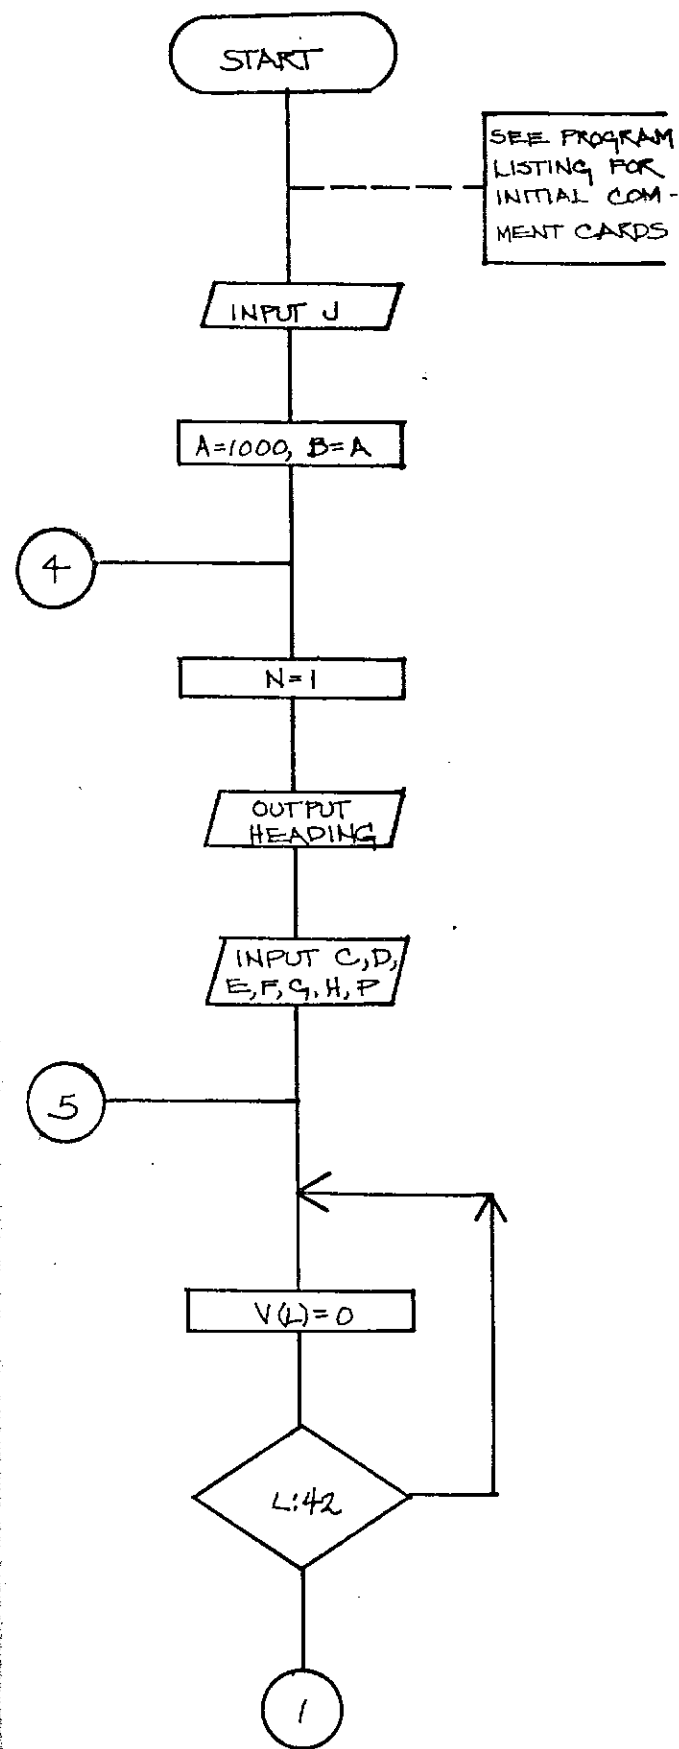 START
SEE PROGRAM
LISTING FOR
INITIAL COM-
MENT CARDS
INPUT J
A=1000, B=A
4
N=1
OUTPUT
HEADING
INPUT C,D,
E,F,G,H,P
5
V(L)=0
L:42
1